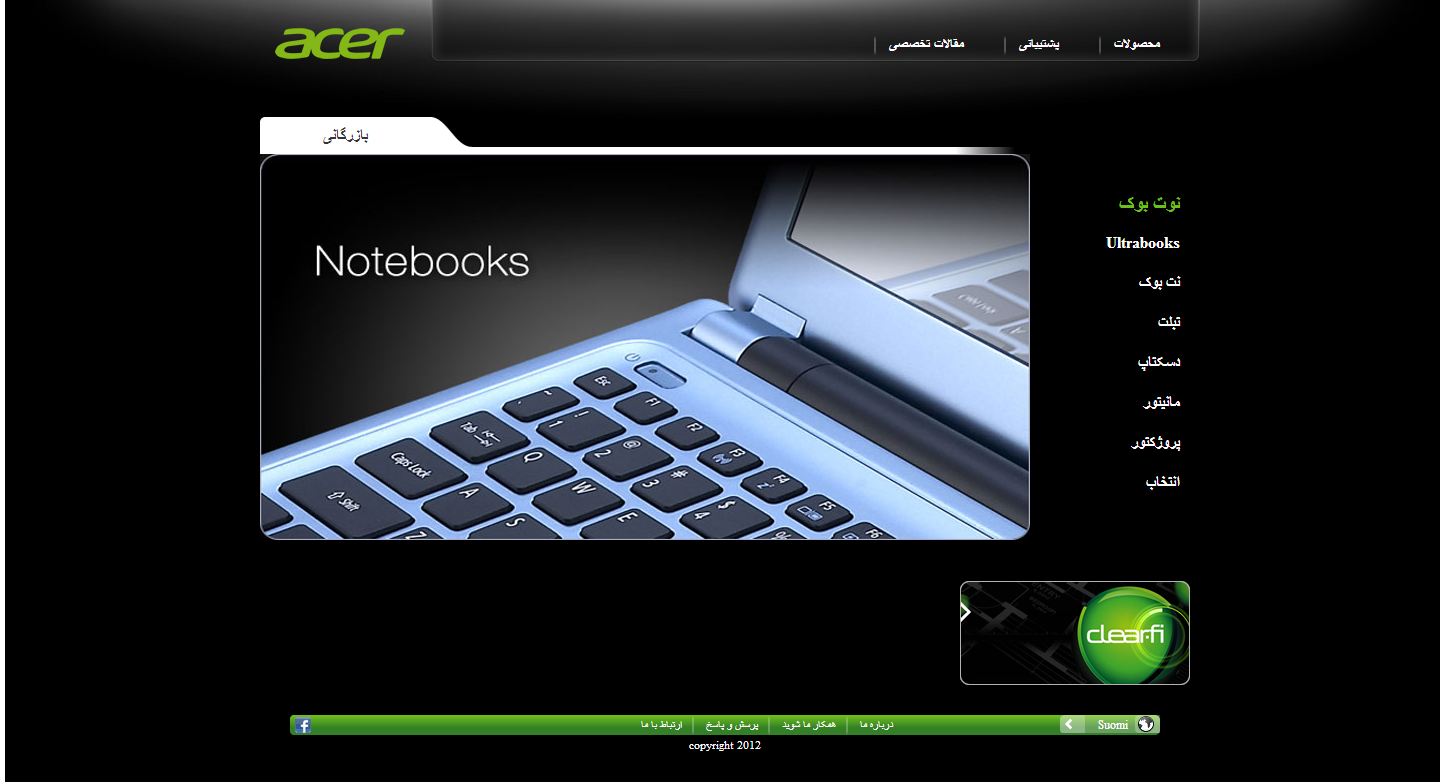 acer
محصولات
پشتیبانی
مقالات تخصصی
بازرگانی
Notebooks
نوت بوک
Ultrabooks
نت بوک
تبلت
دسکتاپ
مانیتور
پروژکتور
انتخاب
Esc F1 F2 F3 F4 F5 F6
! 1 @ 2 # 3 $ 4 %
Tab Q W E
Caps Lock A S
Shift Z
clear.fi
درباره ما
همکار ما شوید
پرسش و پاسخ
ارتباط با ما
Suomi
copyright 2012